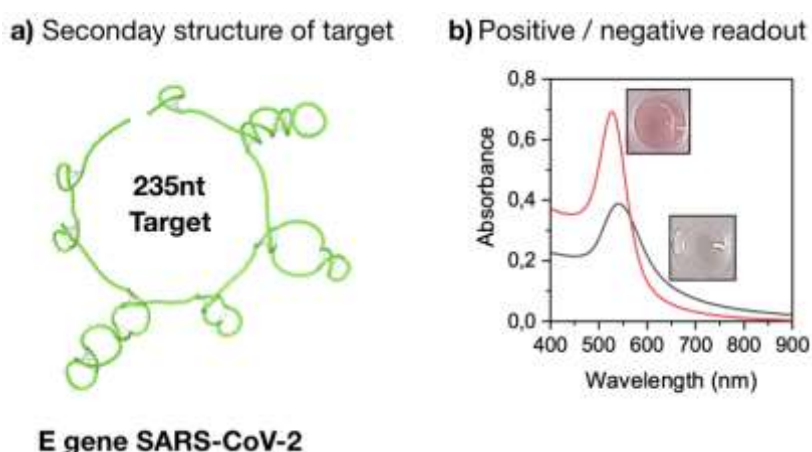 a) Seconday structure of target
b) Positive / negative readout
235nt
Target
E gene SARS-CoV-2
Absorbance
0,8
0,6
0,4
0,2
0,0
400 500 600 700 800 900
Wavelength (nm)